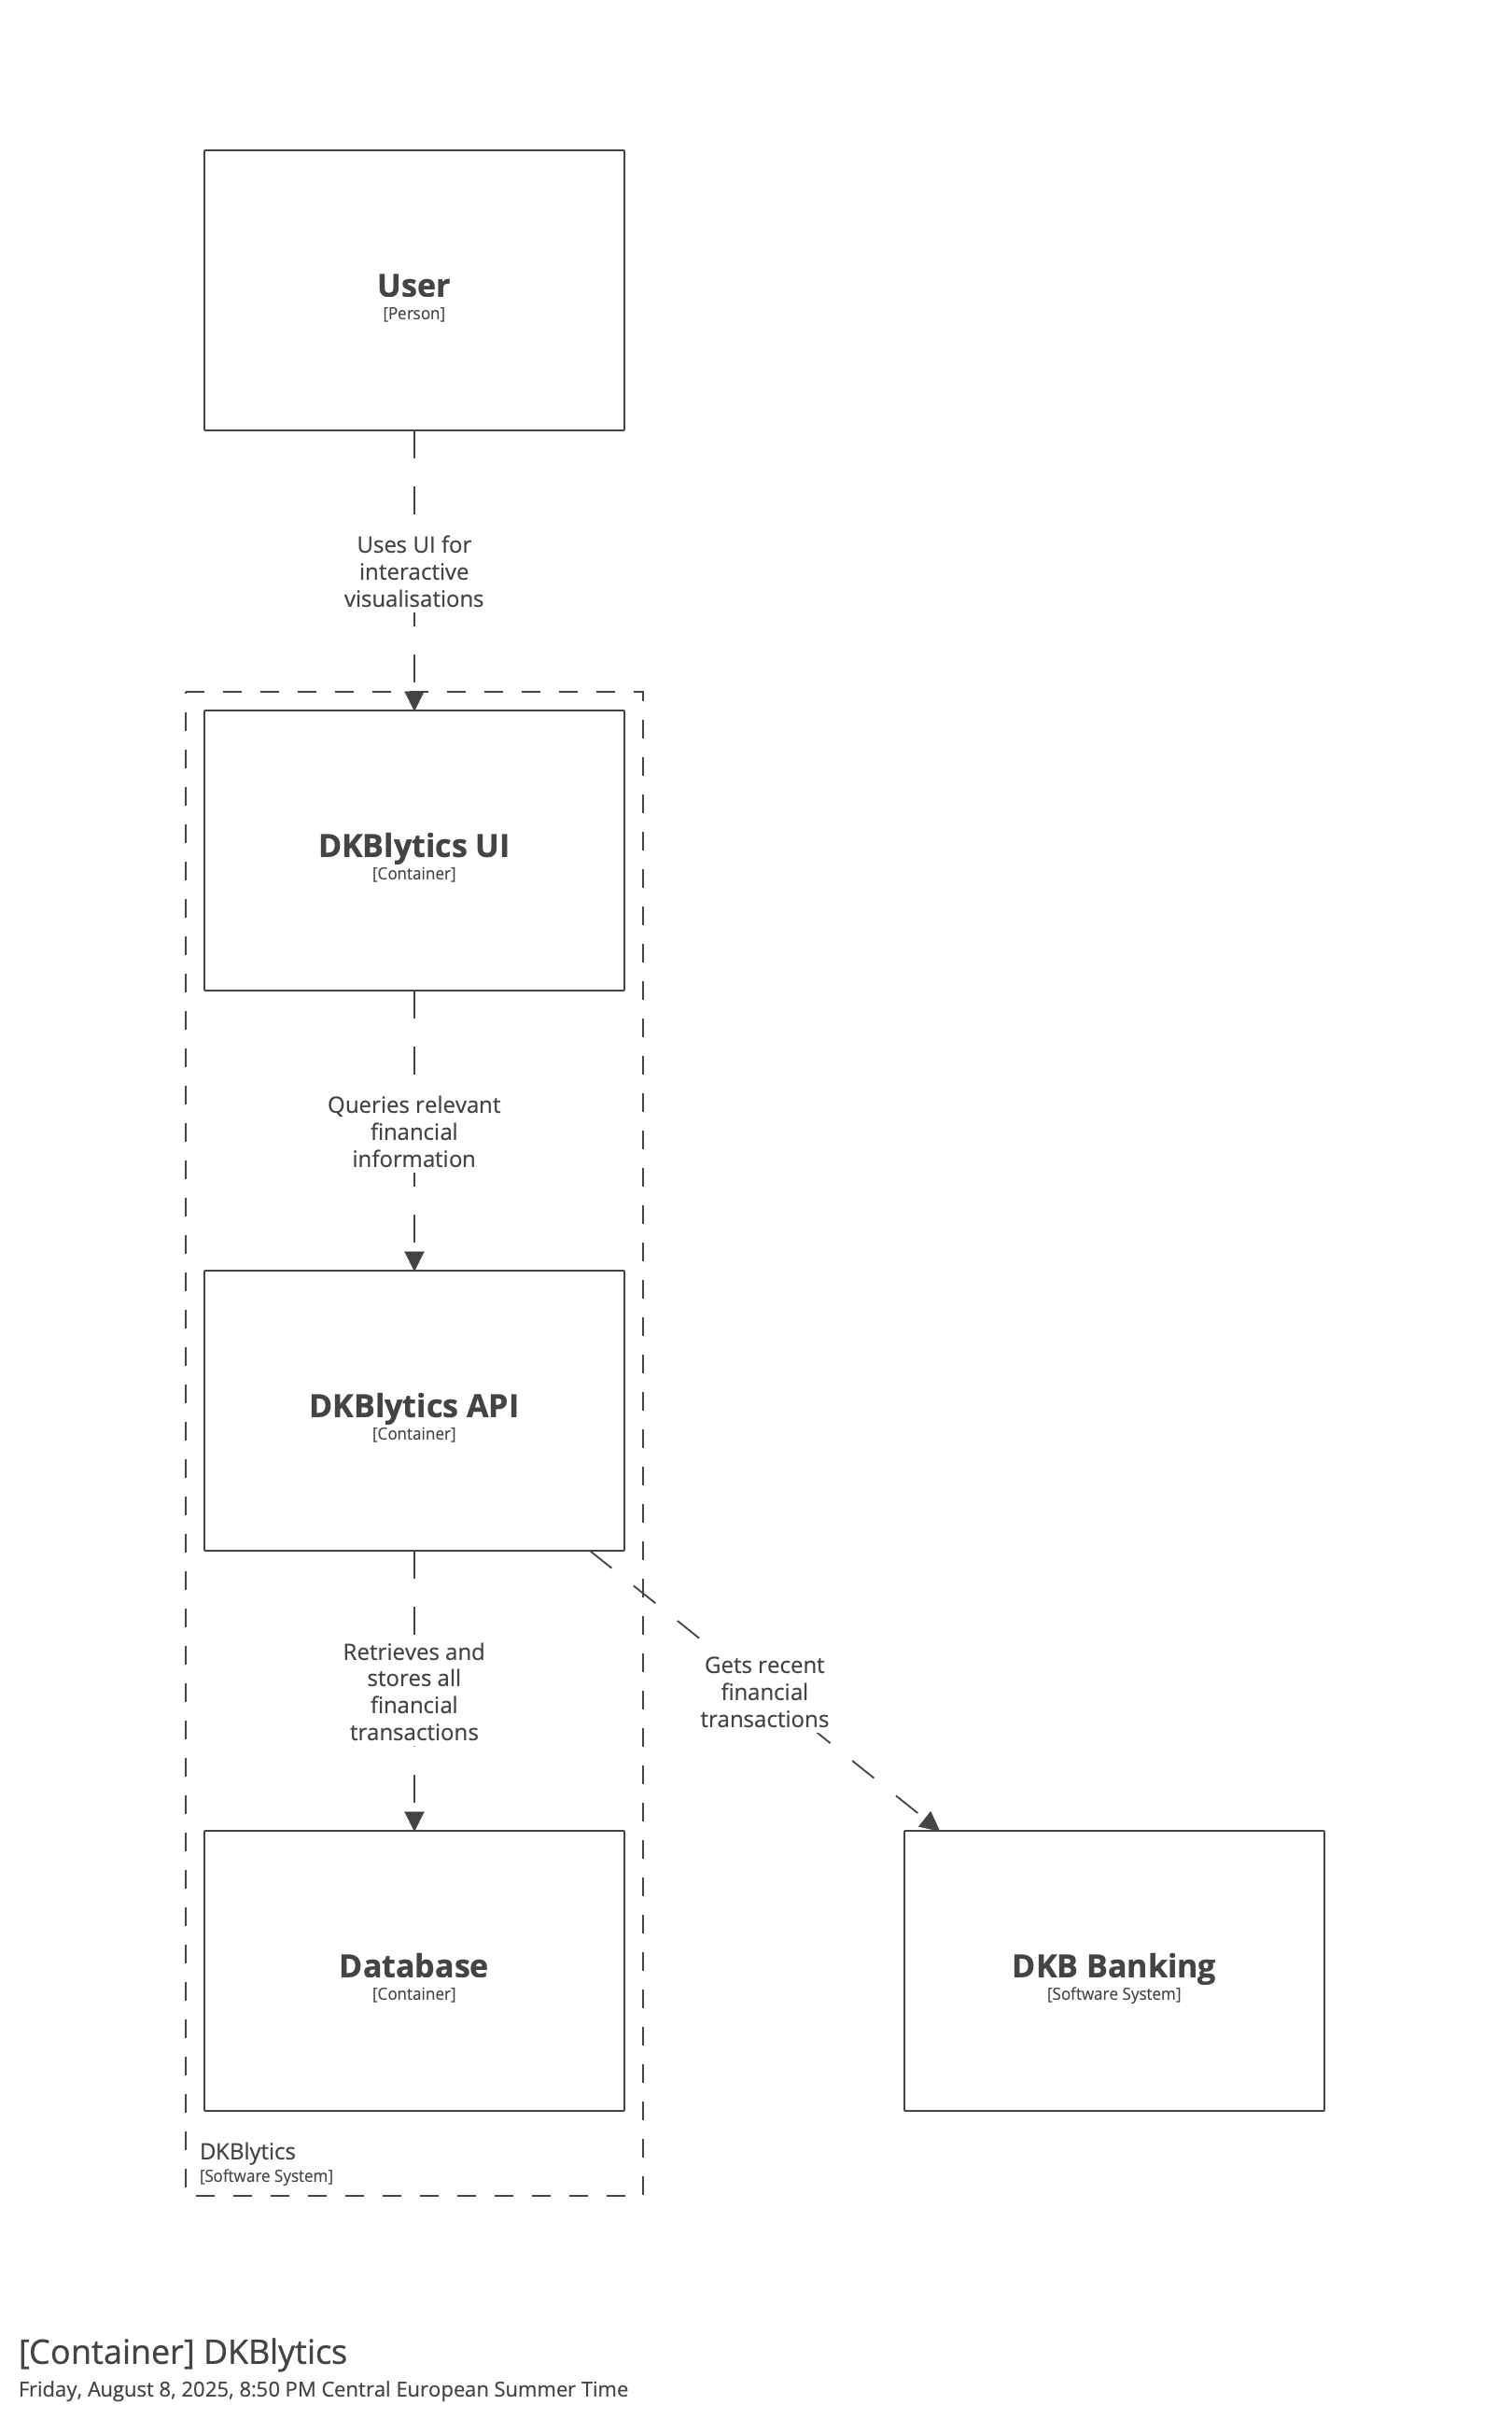 User
[Person]
Uses UI for
interactive
visualisations
DKBlytics UI
[Container]
Queries relevant
financial
information
DKBlytics API
[Container]
Retrieves and
stores all
financial
transactions
Gets recent
financial
transactions
Database
[Container]
DKB Banking
[Software System]
DKBlytics
[Software System]
[Container] DKBlytics
Friday, August 8, 2025, 8:50 PM Central European Summer Time